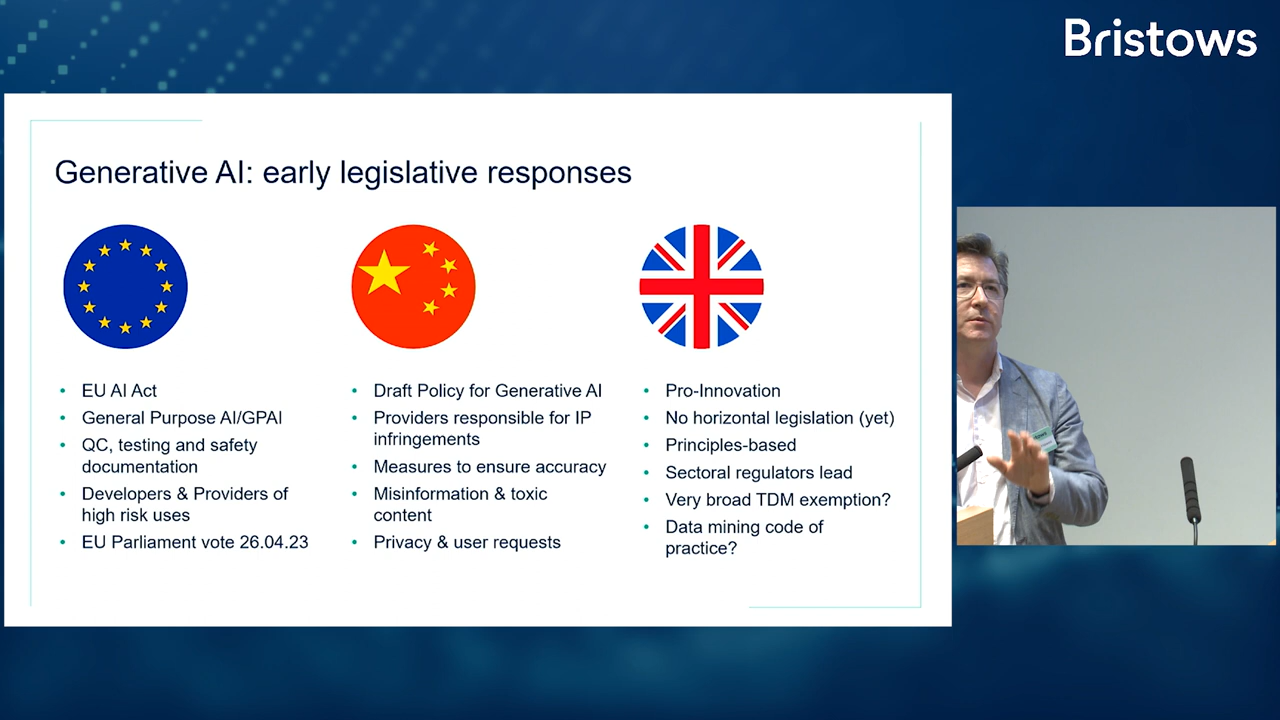 Bristows
Generative AI: early legislative responses
EU AI Act
General Purpose AI/GPAI
QC, testing and safety
documentation
Developers & Providers of
high risk uses
EU Parliament vote 26.04.23
Draft Policy for Generative AI
Providers responsible for IP
infringements
Measures to ensure accuracy
Misinformation & toxic
content
Privacy & user requests
Pro-Innovation
No horizontal legislation (yet)
Principles-based
Sectoral regulators lead
Very broad TDM exemption?
Data mining code of
practice?